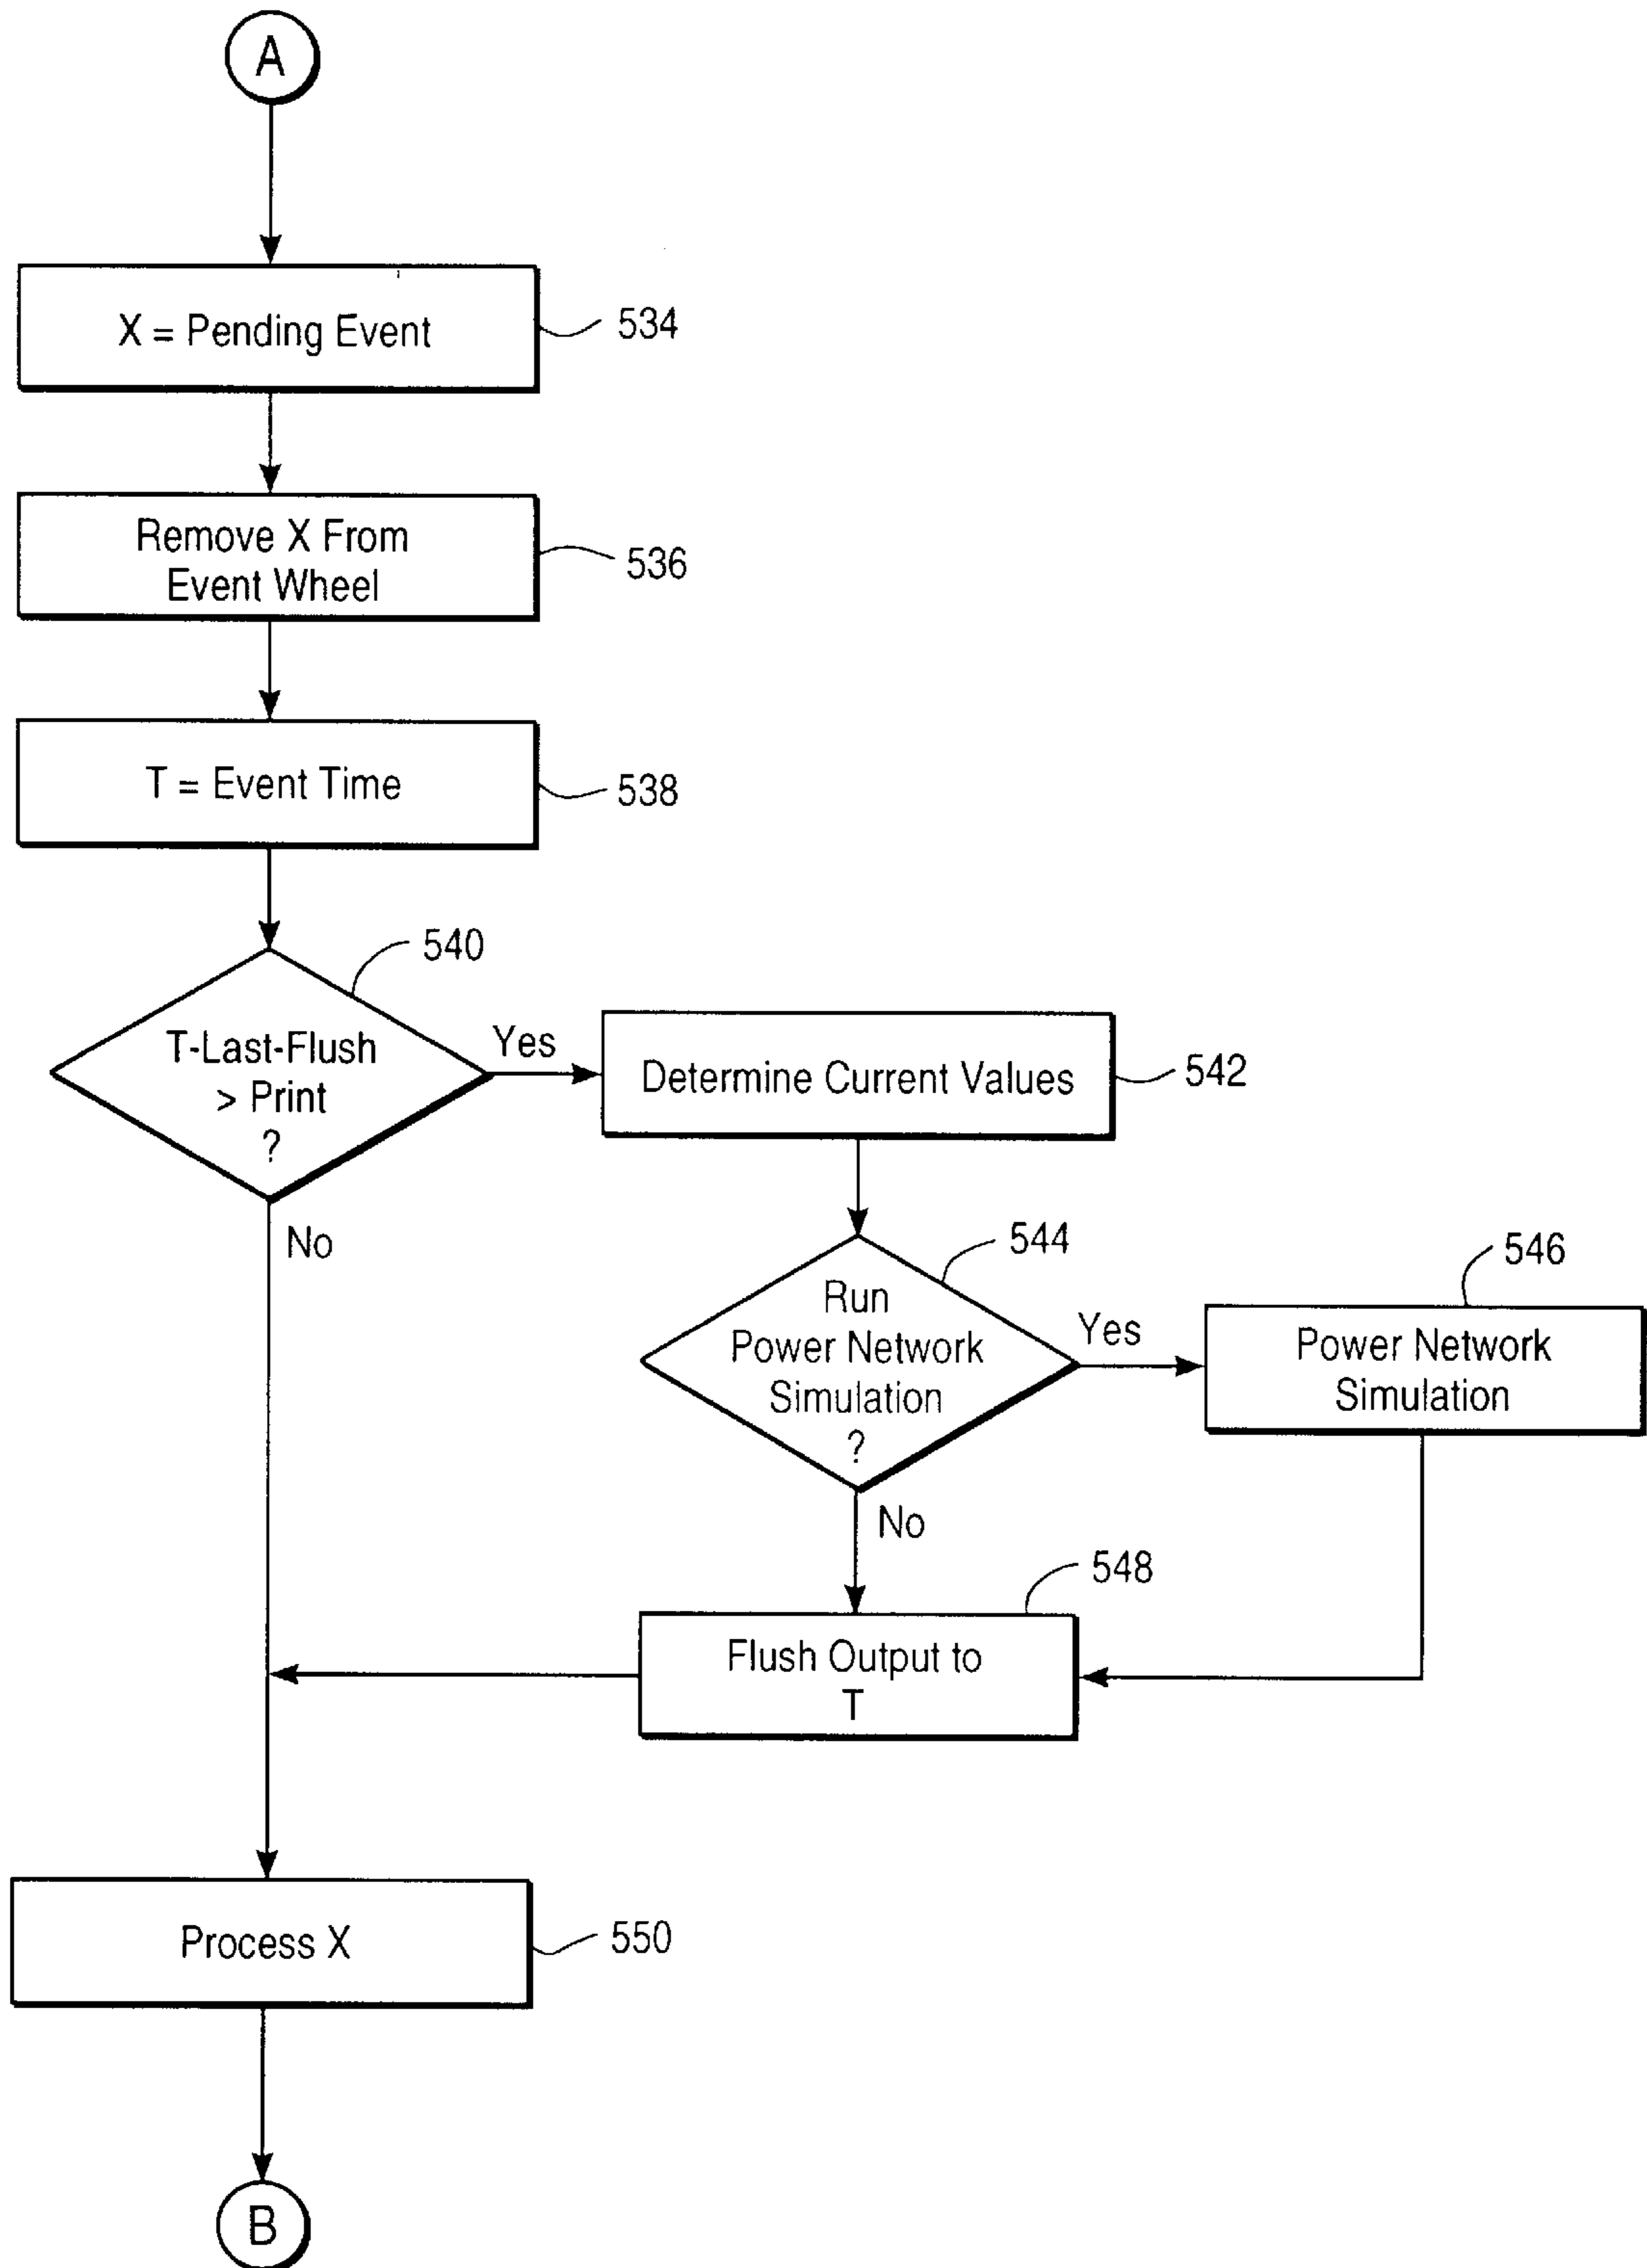 A
X = Pending Event
534
Remove X From
Event Wheel
536
T = Event Time
538
540
T-Last-Flush
> Print
?
Yes
No
Determine Current Values
542
544
Run
Power Network
Simulation
?
Yes
No
546
Power Network
Simulation
548
Flush Output to
T
Process X
550
B